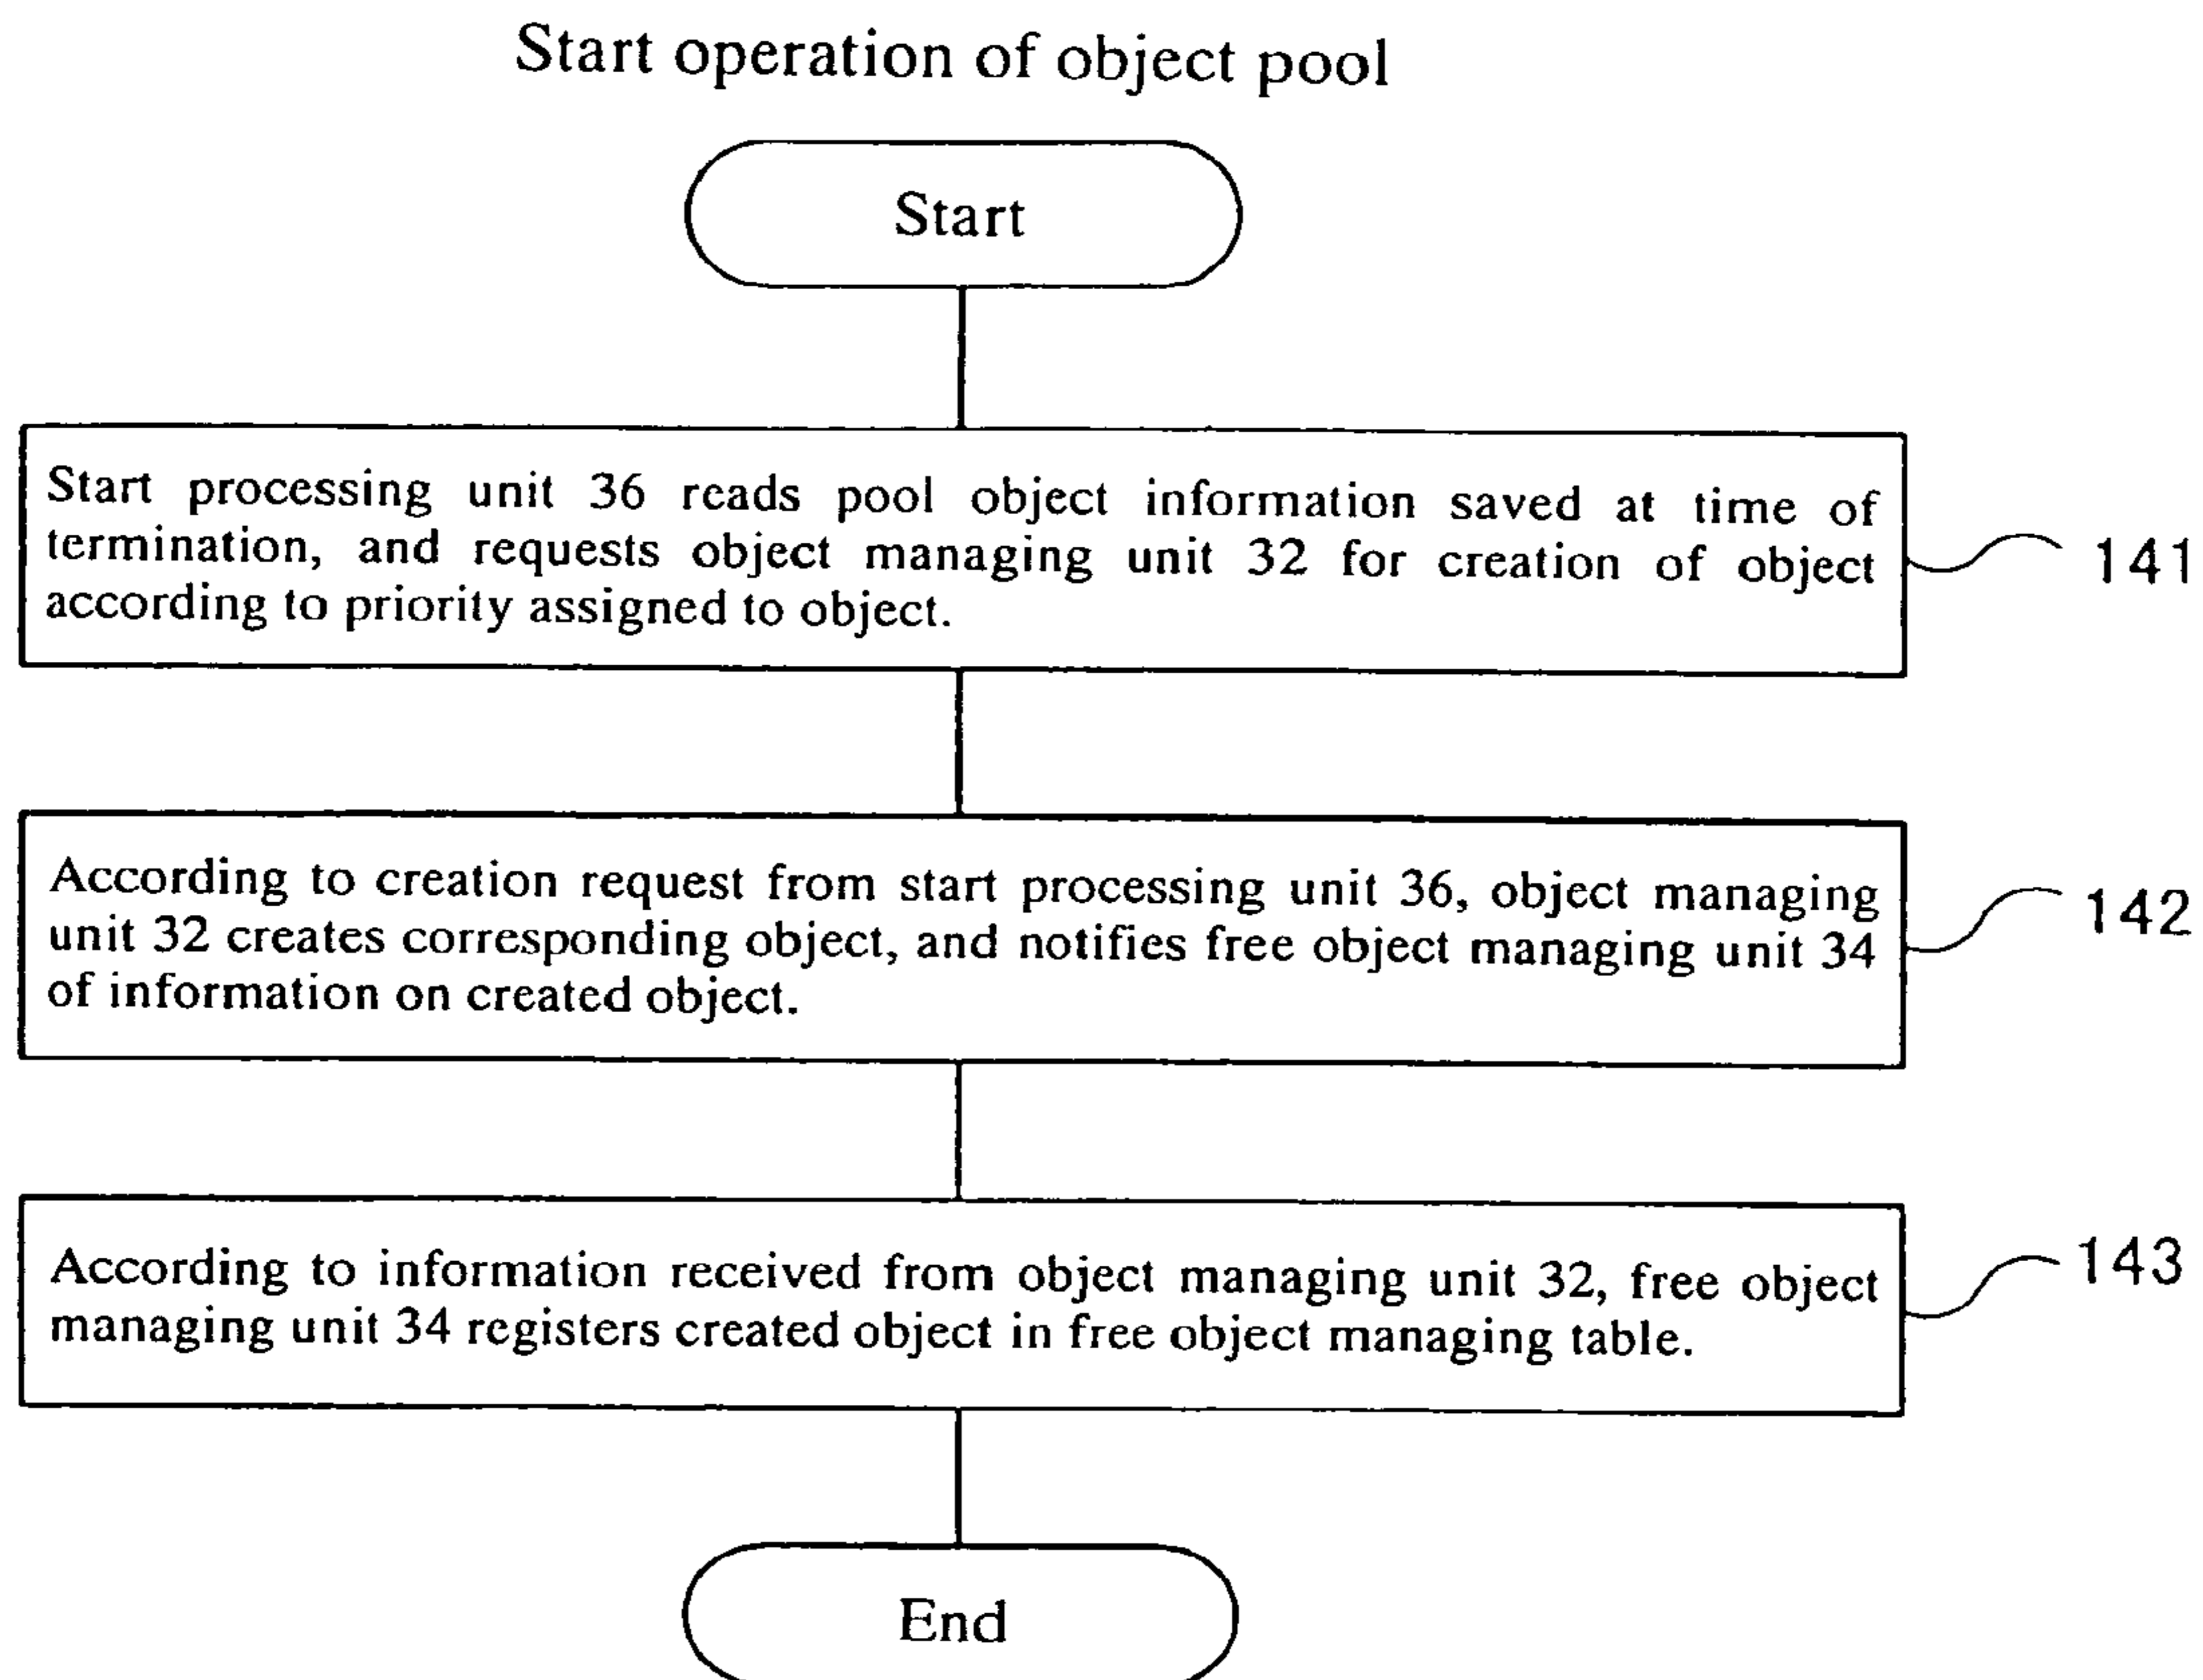 Start operation of object pool
Start
Start processing unit 36 reads pool object information saved at time of
termination, and requests object managing unit 32 for creation of object
according to priority assigned to object.
141
According to creation request from start processing unit 36, object managing
unit 32 creates corresponding object, and notifies free object managing unit 34
of information on created object.
142
According to information received from object managing unit 32, free object
managing unit 34 registers created object in free object managing table.
143
End